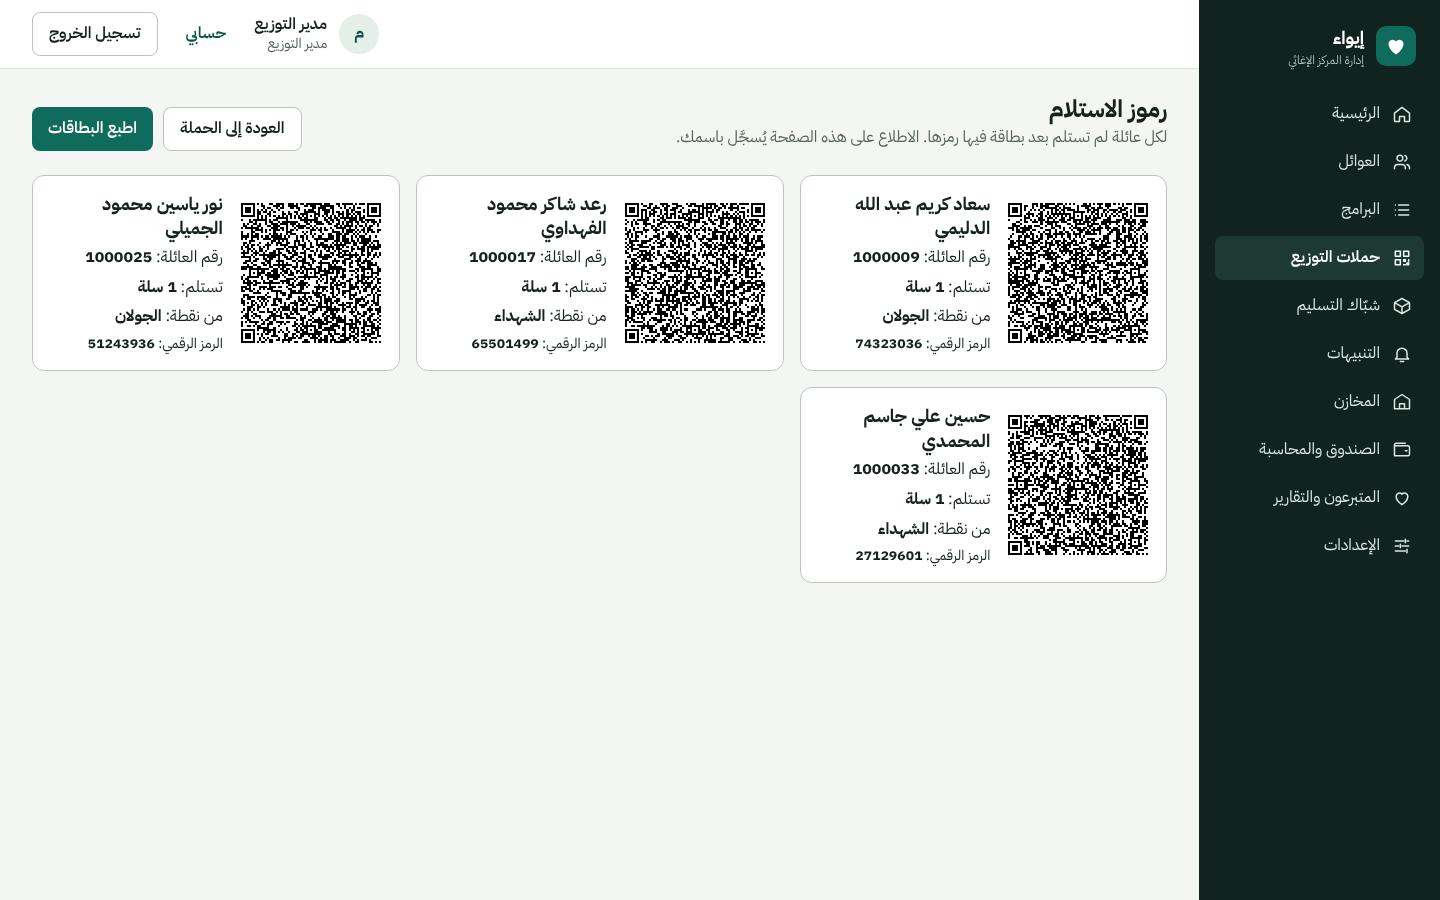 إيواء
إدارة المركز الإغاثي
الرئيسية
العوائل
البرامج
حملات التوزيع
شبّاك التسليم
التنبيهات
المخازن
الصندوق والمحاسبة
المتبرعون والتقارير
الإعدادات
م
مدير التوزيع
مدير التوزيع
حسابي
تسجيل الخروج
رموز الاستلام
لكل عائلة لم تستلم بعد بطاقة فيها رمزها. الاطلاع على هذه الصفحة يُسجَّل باسمك.
العودة إلى الحملة
اطبع البطاقات
سعاد كريم عبد الله
الدليمي
رقم العائلة: 1000009
تستلم: 1 سلة
من نقطة: الجولان
الرمز الرقمي: 74323036
رعد شاكر محمود
الفهداوي
رقم العائلة: 1000017
تستلم: 1 سلة
من نقطة: الشهداء
الرمز الرقمي: 65501499
نور ياسين محمود
الجميلي
رقم العائلة: 1000025
تستلم: 1 سلة
من نقطة: الجولان
الرمز الرقمي: 51243936
حسين علي جاسم
المحمدي
رقم العائلة: 1000033
تستلم: 1 سلة
من نقطة: الشهداء
الرمز الرقمي: 27129601